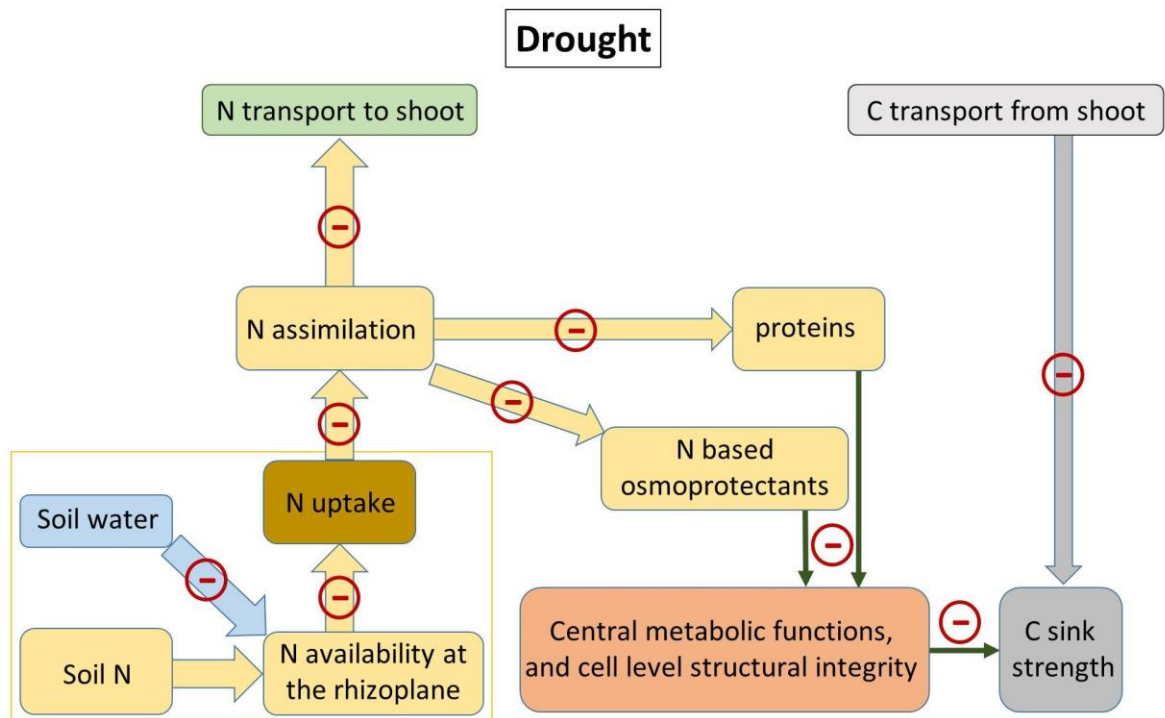 Drought
N transport to shoot
C transport from shoot
N assimilation
proteins
N based
osmoprotectants
N uptake
Soil water
Soil N
N availability at
the rhizoplane
Central metabolic functions,
and cell level structural integrity
C sink
strength